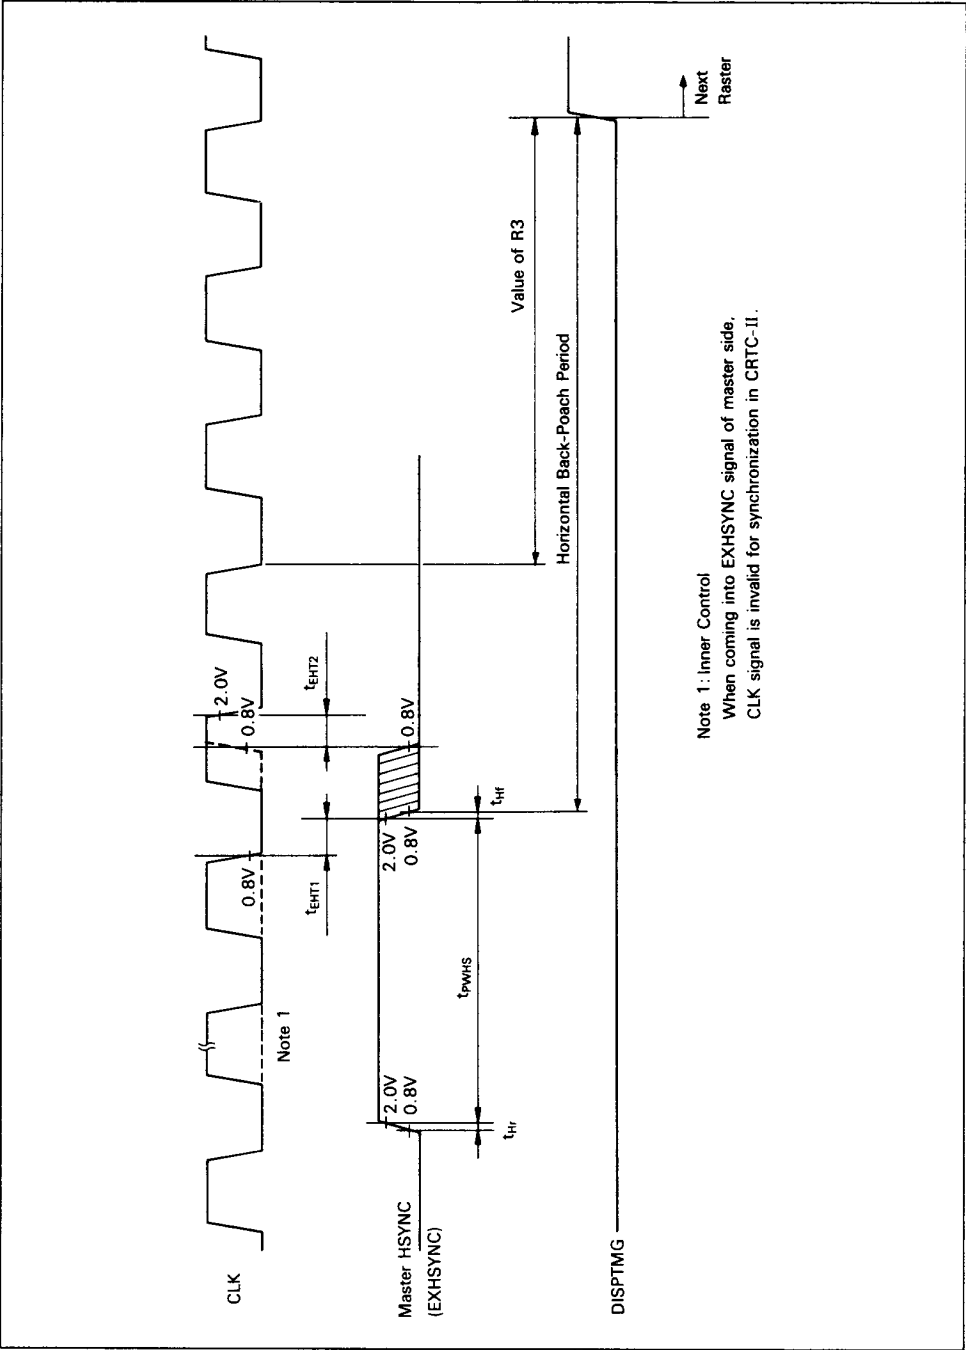 CLK
Note 1
0.8V
0.8V
2.0V
tEHT1
tEHT2
Master HSYNC
(EXHSYNC)
2.0V
0.8V
2.0V
0.8V
0.8V
tHr
tPWHS
tHf
Value of R3
Horizontal Back-Poach Period
DISPTMG
Next
Raster
Note 1: Inner Control
When coming into EXHSYNC signal of master side,
CLK signal is invalid for synchronization in CRTC-II.